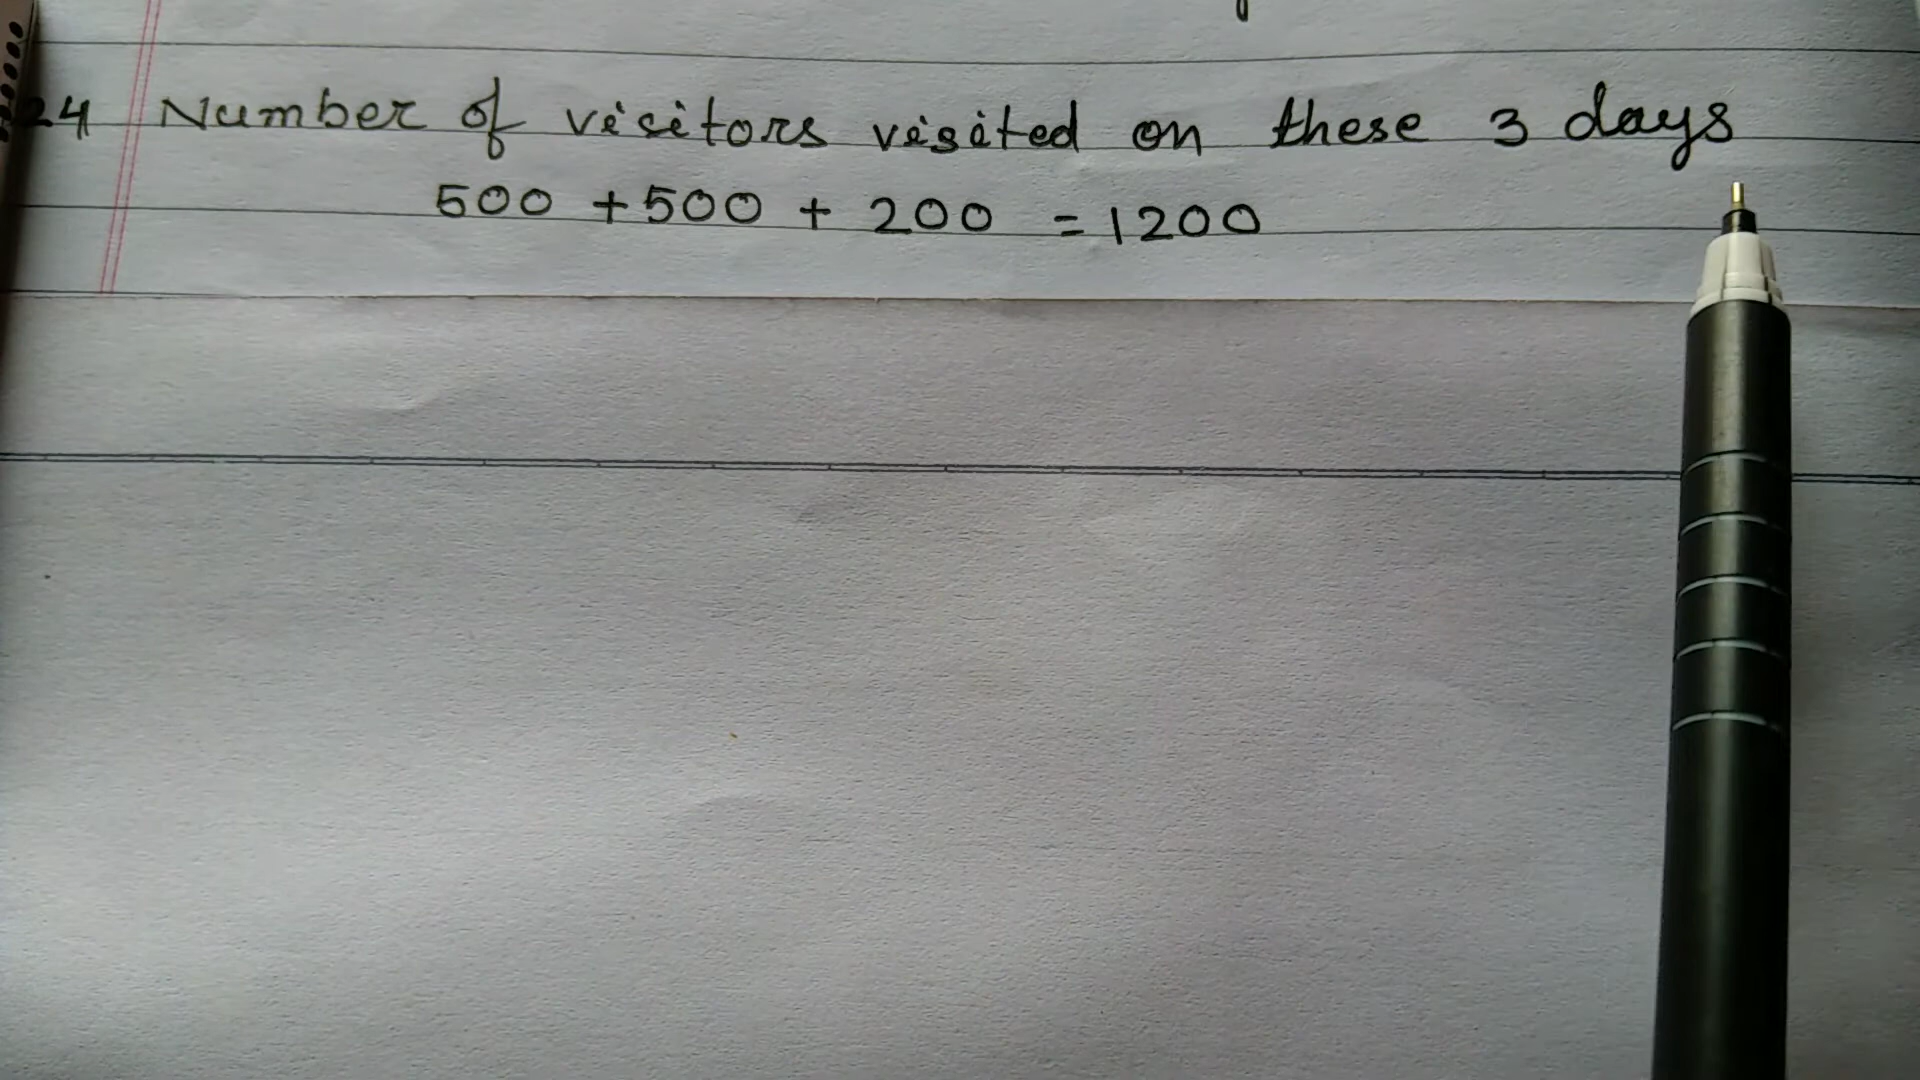 24 Number of visitors visited on these 3 days
500 + 500 + 200 = 1200